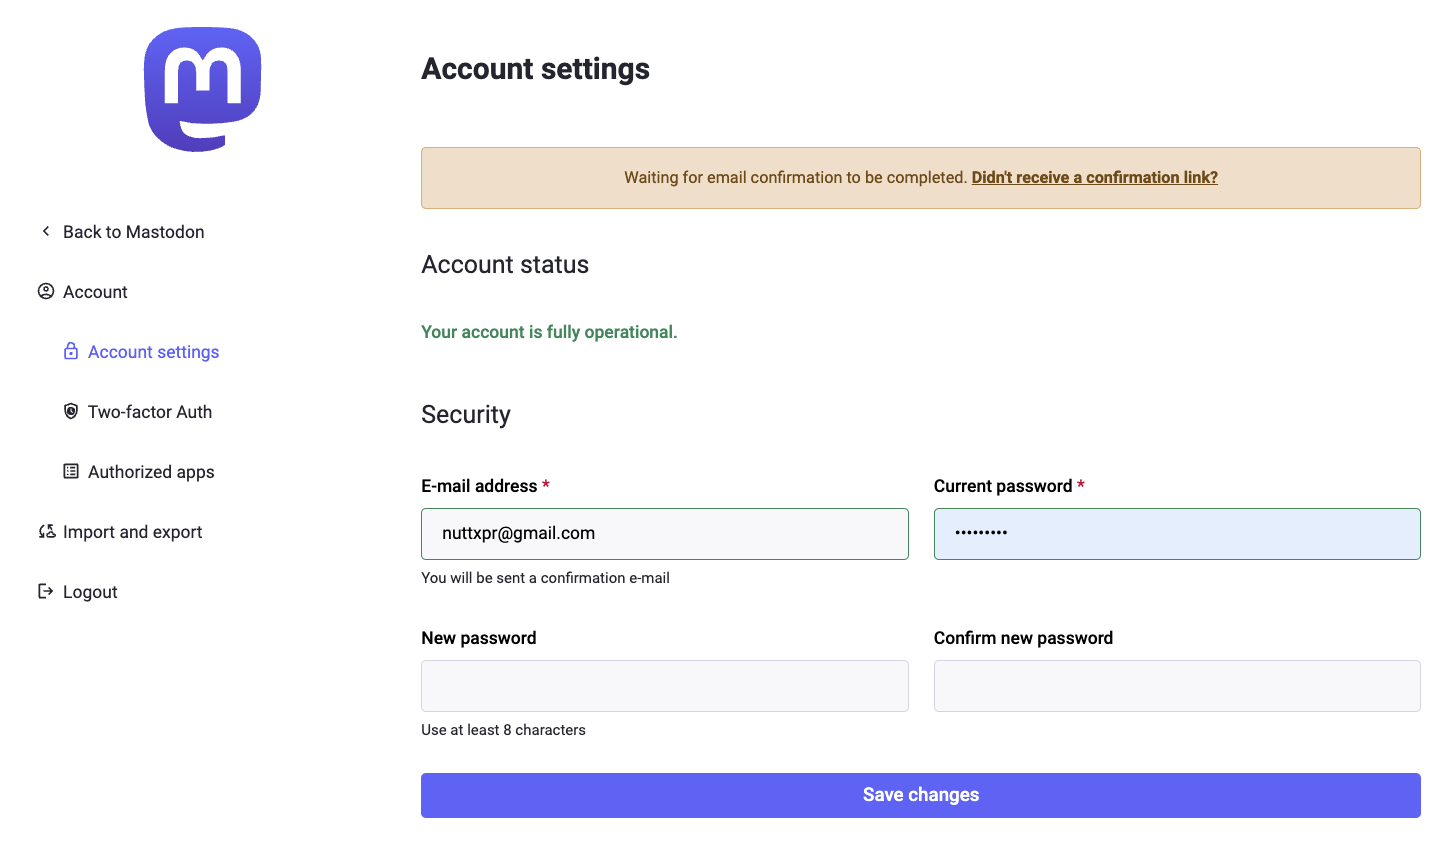 Account settings
Waiting for email confirmation to be completed. Didn't receive a confirmation link?
Back to Mastodon
Account
Account settings
Two-factor Auth
Authorized apps
Import and export
Logout
Account status
Your account is fully operational.
Security
E-mail address *
Current password *
nuttxpr@gmail.com
•••••••••
You will be sent a confirmation e-mail
New password
Confirm new password
Use at least 8 characters
Save changes